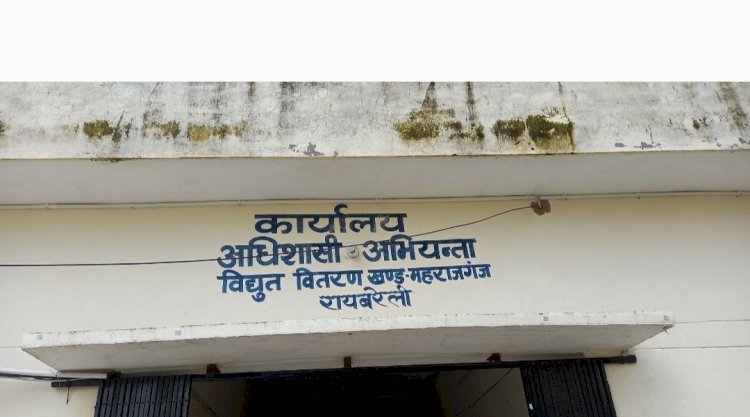 कार्यालय
अधिशासी अभियन्ता
विद्युत वितरण खण्ड-महराजगंज
रायबरेली